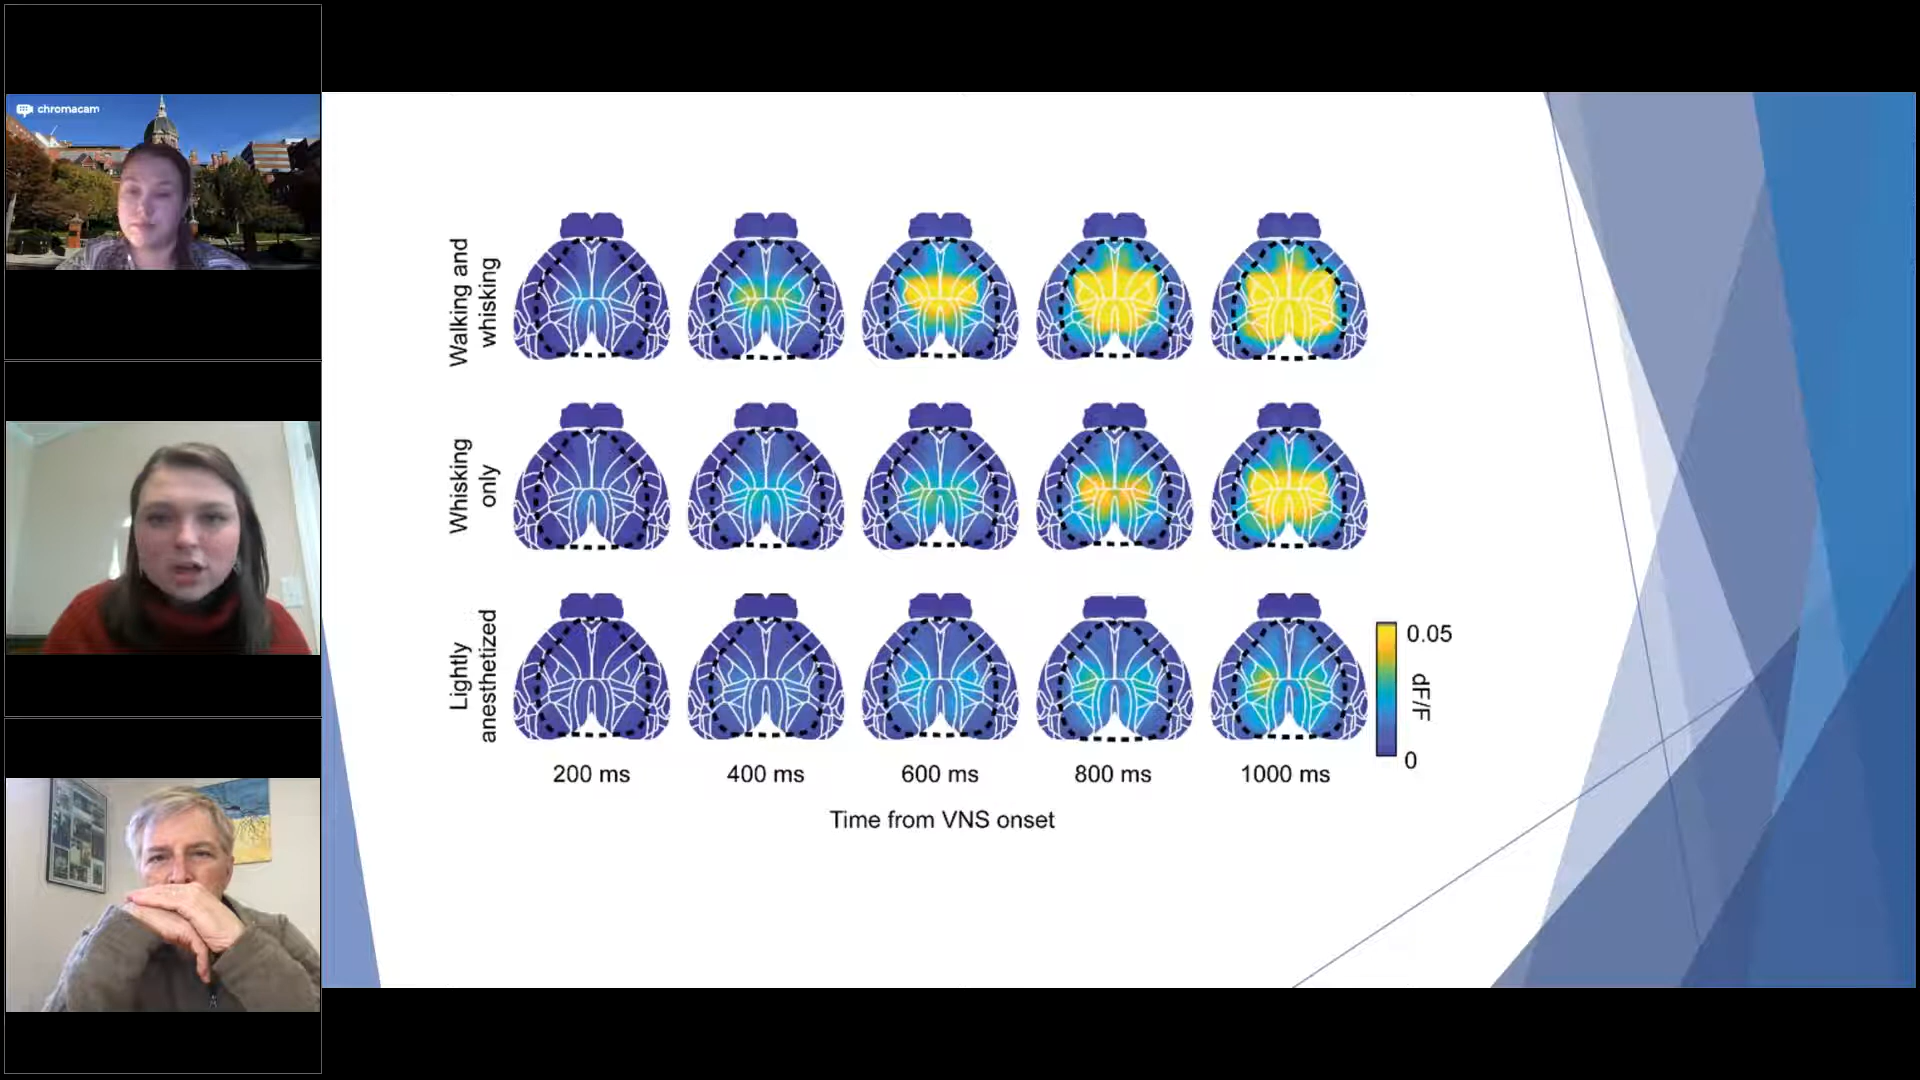 chromacam
Walking and
whisking
Whisking
only
Lightly
anesthetized
0.05
dF/F
0
200 ms
400 ms
600 ms
800 ms
1000 ms
Time from VNS onset